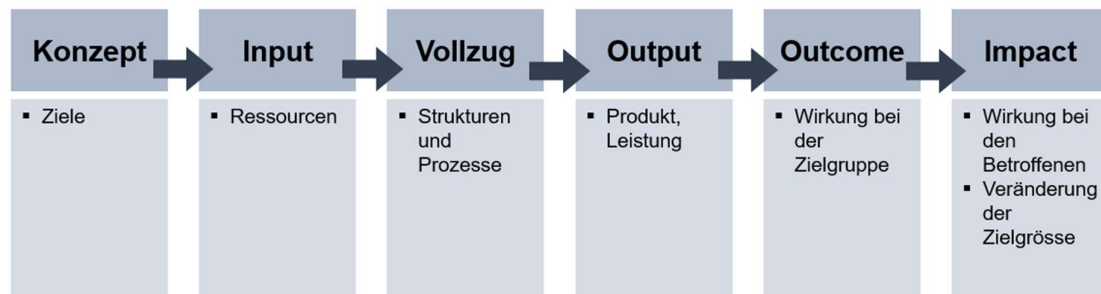 Konzept
Input
Vollzug
Output
Outcome
Impact
▪ Ziele
▪ Ressourcen
▪ Strukturen
und
Prozesse
▪ Produkt,
Leistung
▪ Wirkung bei
der
Zielgruppe
▪ Wirkung bei
den
Betroffenen
▪ Veränderung
der
Zielgrösse